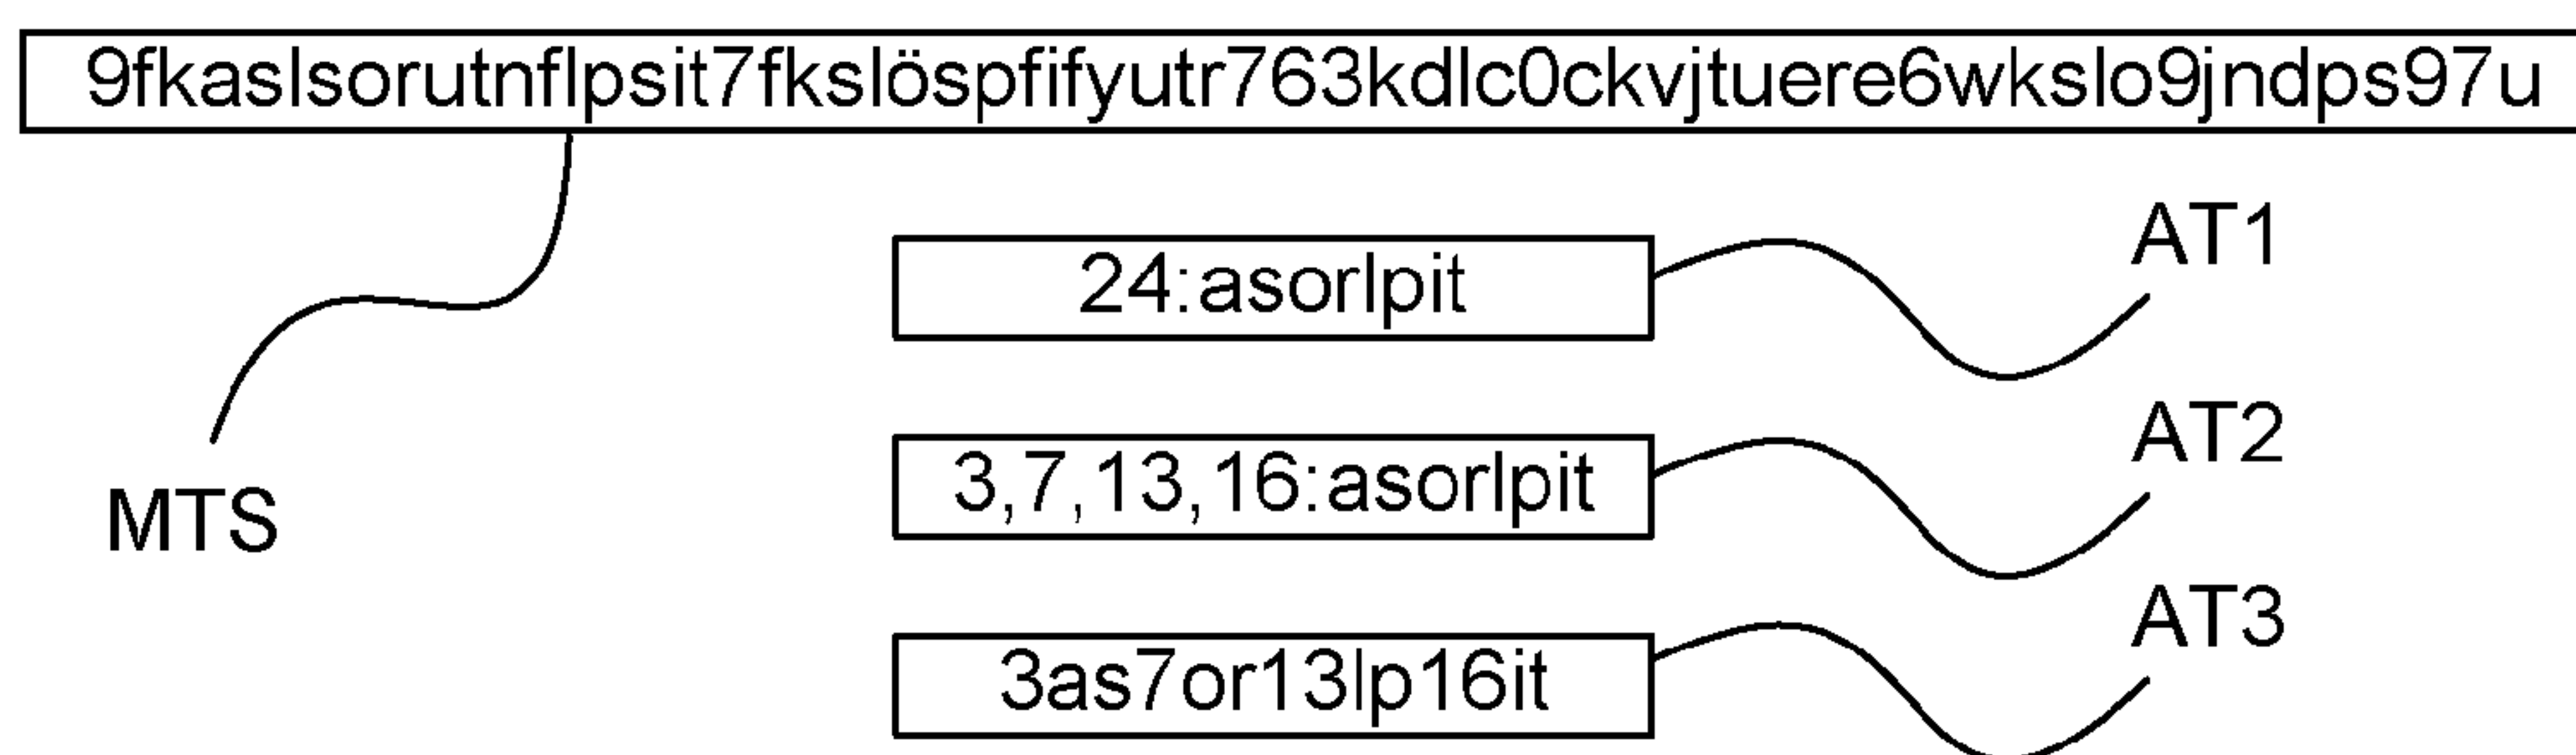 9fkaslsorutnflpsit7fkslöspfifyutr763kdlc0ckvjtuere6wkslo9jndps97u
AT1
24:asorlpit
AT2
3,7,13,16:asorlpit
MTS
AT3
3as7or13lp16it